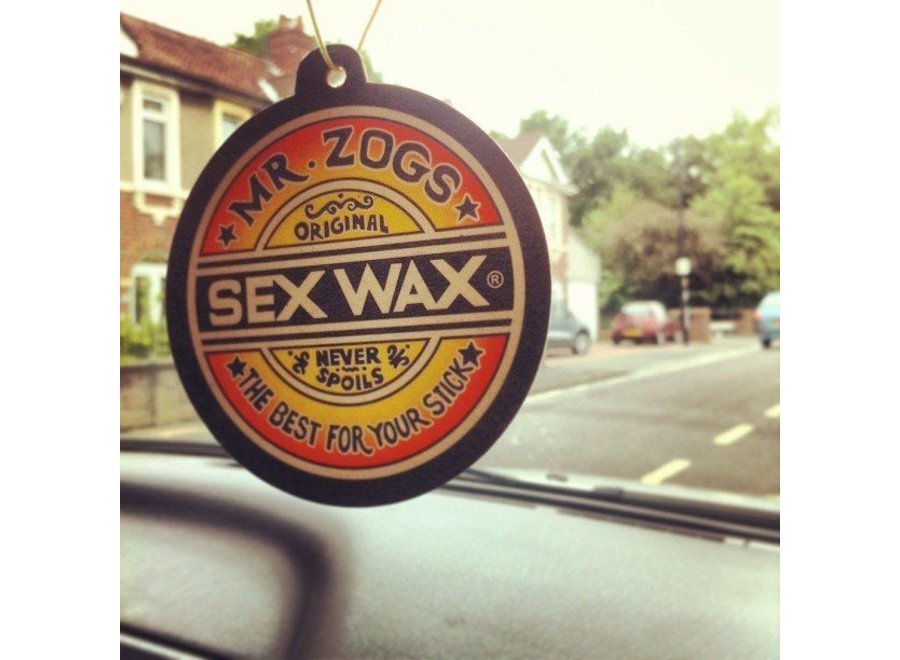 MR. ZOGS
ORIGINAL
SEX WAX®
NEVER
SPOILS
THE BEST FOR YOUR STICK